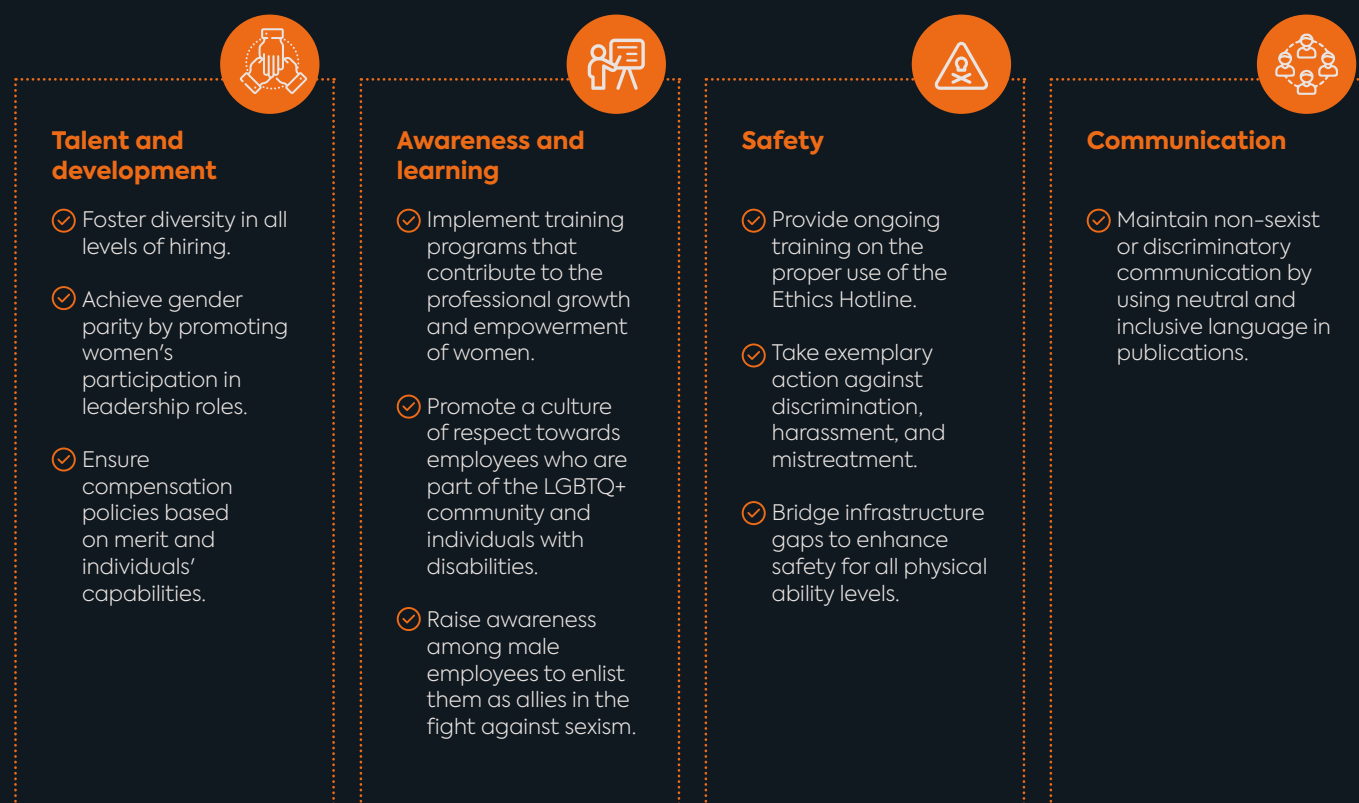 Talent and
development
Foster diversity in all
levels of hiring.
Achieve gender
parity by promoting
women's
participation in
leadership roles.
Ensure
compensation
policies based
on merit and
individuals'
capabilities.
Awareness and
learning
Implement training
programs that
contribute to the
professional growth
and empowerment
of women.
Promote a culture
of respect towards
employees who are
part of the LGBTQ+
community and
individuals with
disabilities.
Raise awareness
among male
employees to enlist
them as allies in the
fight against sexism.
Safety
Provide ongoing
training on the
proper use of the
Ethics Hotline.
Take exemplary
action against
discrimination,
harassment, and
mistreatment.
Bridge infrastructure
gaps to enhance
safety for all physical
ability levels.
Communication
Maintain non-sexist
or discriminatory
communication by
using neutral and
inclusive language in
publications.